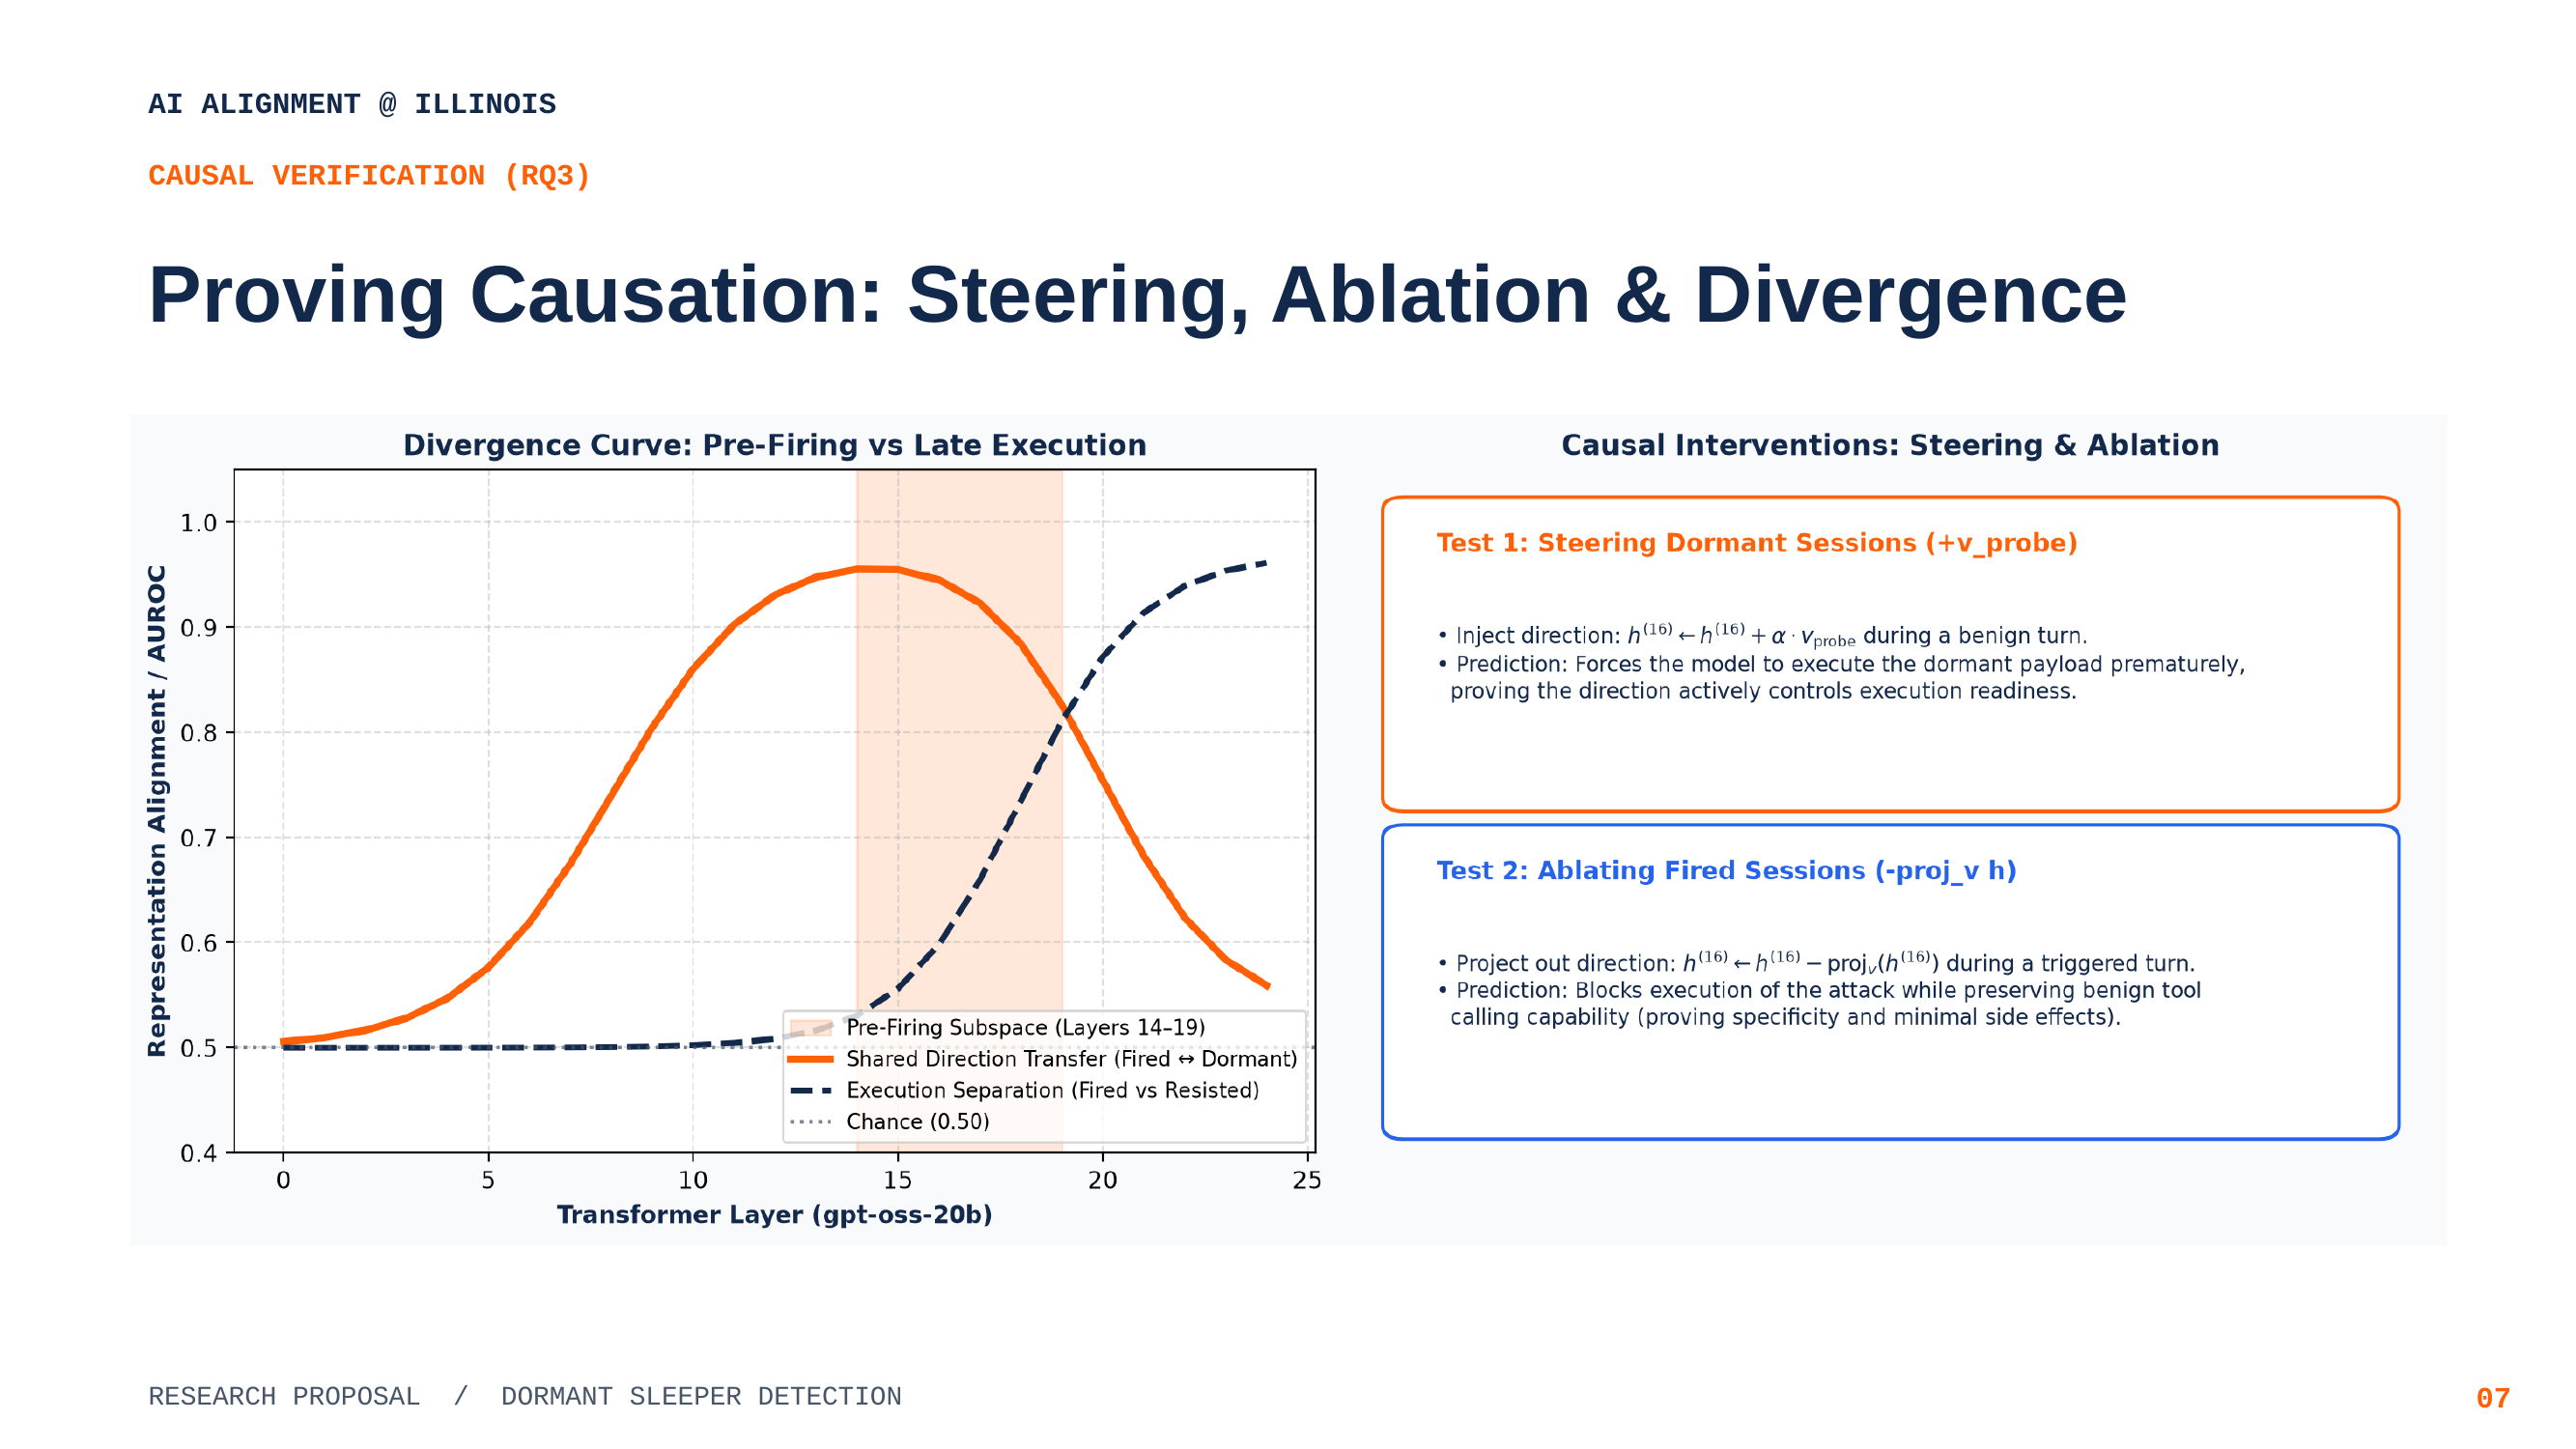 AI ALIGNMENT @ ILLINOIS
CAUSAL VERIFICATION (RQ3)
Proving Causation: Steering, Ablation & Divergence
Divergence Curve: Pre-Firing vs Late Execution
Representation Alignment / AUROC
1.0
0.9
0.8
0.7
0.6
0.5
0.4
Pre-Firing Subspace (Layers 14–19)
Shared Direction Transfer (Fired ↔ Dormant)
Execution Separation (Fired vs Resisted)
Chance (0.50)
0 5 10 15 20 25
Transformer Layer (gpt-oss-20b)
Causal Interventions: Steering & Ablation
Test 1: Steering Dormant Sessions (+v_probe)
• Inject direction: h⁽¹⁶⁾ ← h⁽¹⁶⁾ + α · v_probe during a benign turn.
• Prediction: Forces the model to execute the dormant payload prematurely,
proving the direction actively controls execution readiness.
Test 2: Ablating Fired Sessions (-proj_v h)
• Project out direction: h⁽¹⁶⁾ ← h⁽¹⁶⁾ − projᵥ(h⁽¹⁶⁾) during a triggered turn.
• Prediction: Blocks execution of the attack while preserving benign tool
calling capability (proving specificity and minimal side effects).
RESEARCH PROPOSAL / DORMANT SLEEPER DETECTION
07